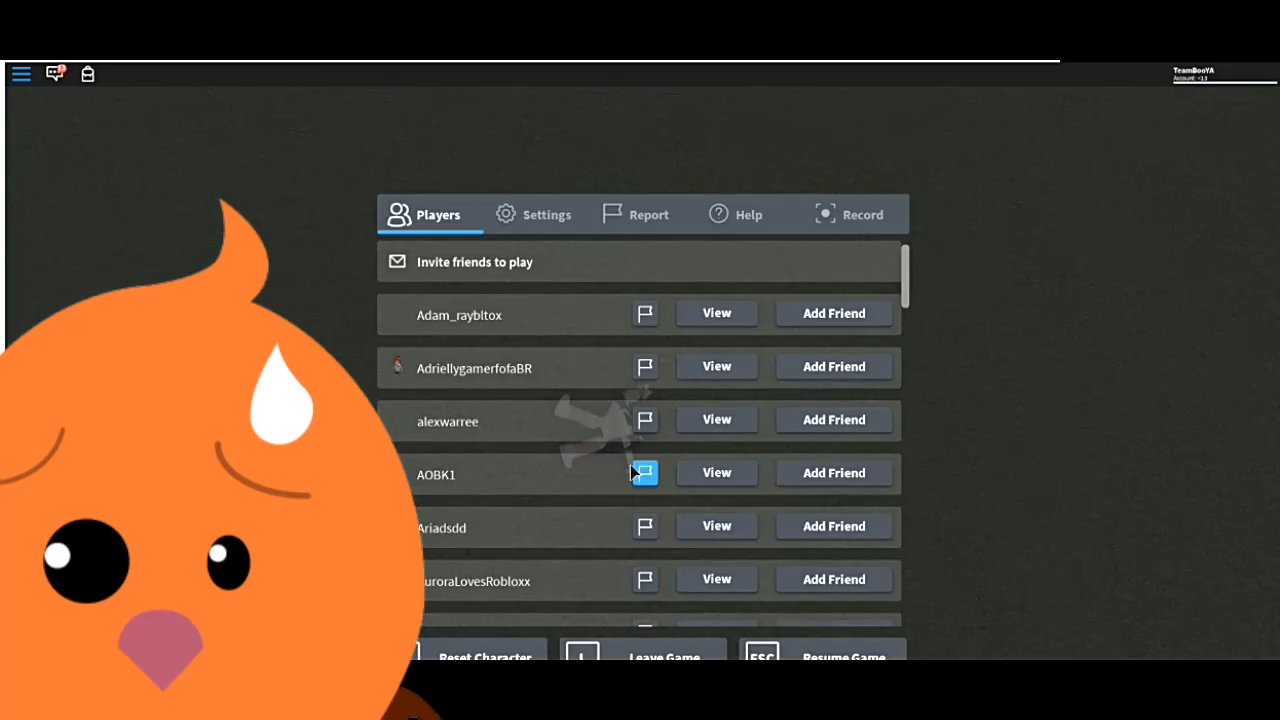 TeamBooYA
Account: <13
Players Settings Report Help Record
Invite friends to play
Adam_raybltox View Add Friend
AdriellygamerfofaBR View Add Friend
alexwarree View Add Friend
AOBK1 View Add Friend
Ariadsdd View Add Friend
uroraLovesRobloxx View Add Friend
Reset Character L Leave Game ESC Resume Game